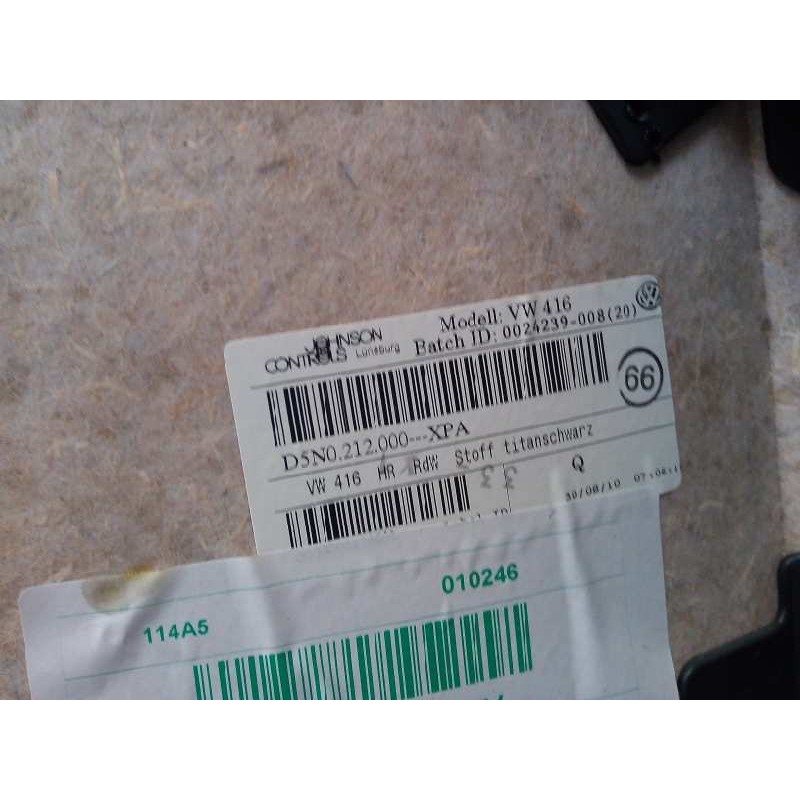 JOHNSON CONTROLS Lüneburg
Modell: VW 416
Batch ID: 0024239-008(20)
66
D5N0.212.000---XPA
VW 416 HR RdW Stoff titanschwarz
Q
30/08/10
114A5
010246